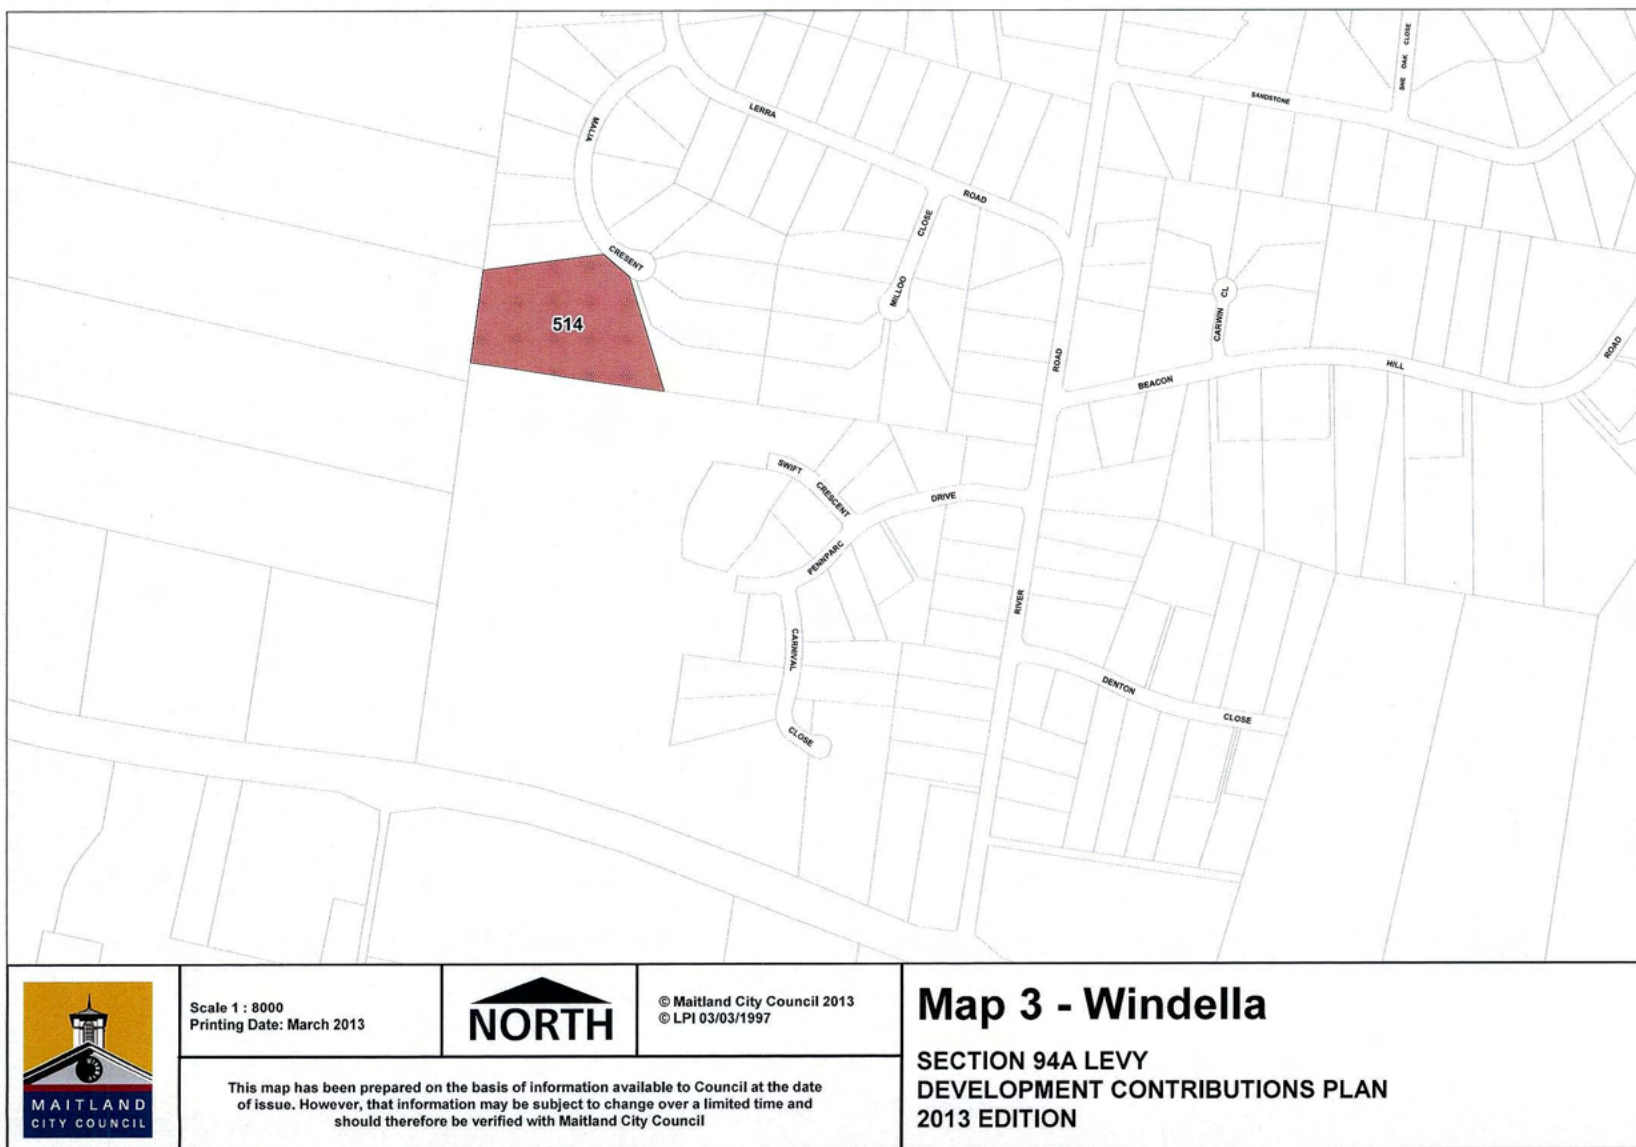 SHE OAK CLOSE
SANDSTONE
LERRA
MALIA
ROAD
CLOSE
CRESENT
MILLOO
CARWIN CL
514
ROAD
BEACON
HILL
ROAD
SWIFT
CRESCENT
DRIVE
PENNPARC
RIVER
CARNIVAL
CLOSE
DENTON
CLOSE
MAITLAND
CITY COUNCIL
Scale 1 : 8000
Printing Date: March 2013
NORTH
© Maitland City Council 2013
© LPI 03/03/1997
This map has been prepared on the basis of information available to Council at the date
of issue. However, that information may be subject to change over a limited time and
should therefore be verified with Maitland City Council
Map 3 - Windella
SECTION 94A LEVY
DEVELOPMENT CONTRIBUTIONS PLAN
2013 EDITION